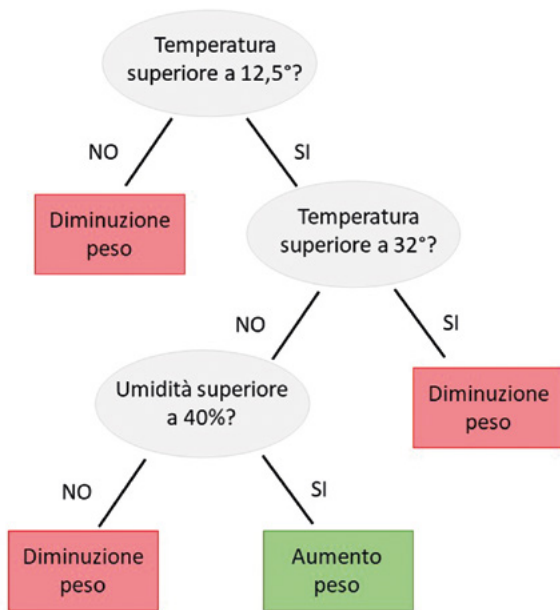 Temperatura
superiore a 12,5°?
NO
SI
Diminuzione
peso
Temperatura
superiore a 32°?
NO
SI
Umidità superiore
a 40%?
Diminuzione
peso
NO
SI
Diminuzione
peso
Aumento
peso